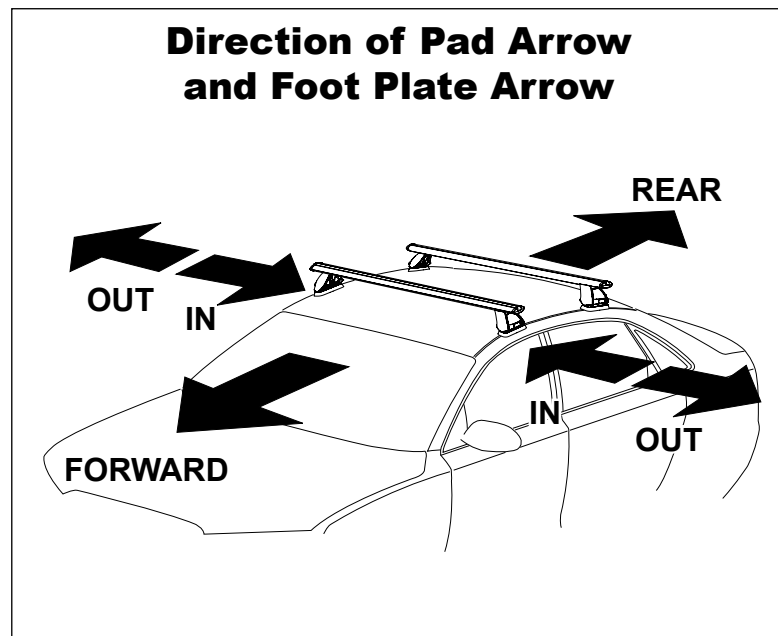 Direction of Pad Arrow
and Foot Plate Arrow
REAR
OUT
IN
IN
OUT
FORWARD